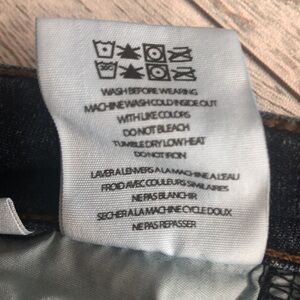 WASH BEFORE WEARING
MACHINE WASH COLD INSIDE OUT
WITH LIKE COLORS
DO NOT BLEACH
TUMBLE DRY LOW HEAT
DO NOT IRON
LAVER A L'ENVERS A LA MACHINE A L'EAU
FROID AVEC COULEURS SIMILAIRES
NE PAS BLANCHIR
SECHER A LA MACHINE CYCLE DOUX
NE PAS REPASSER